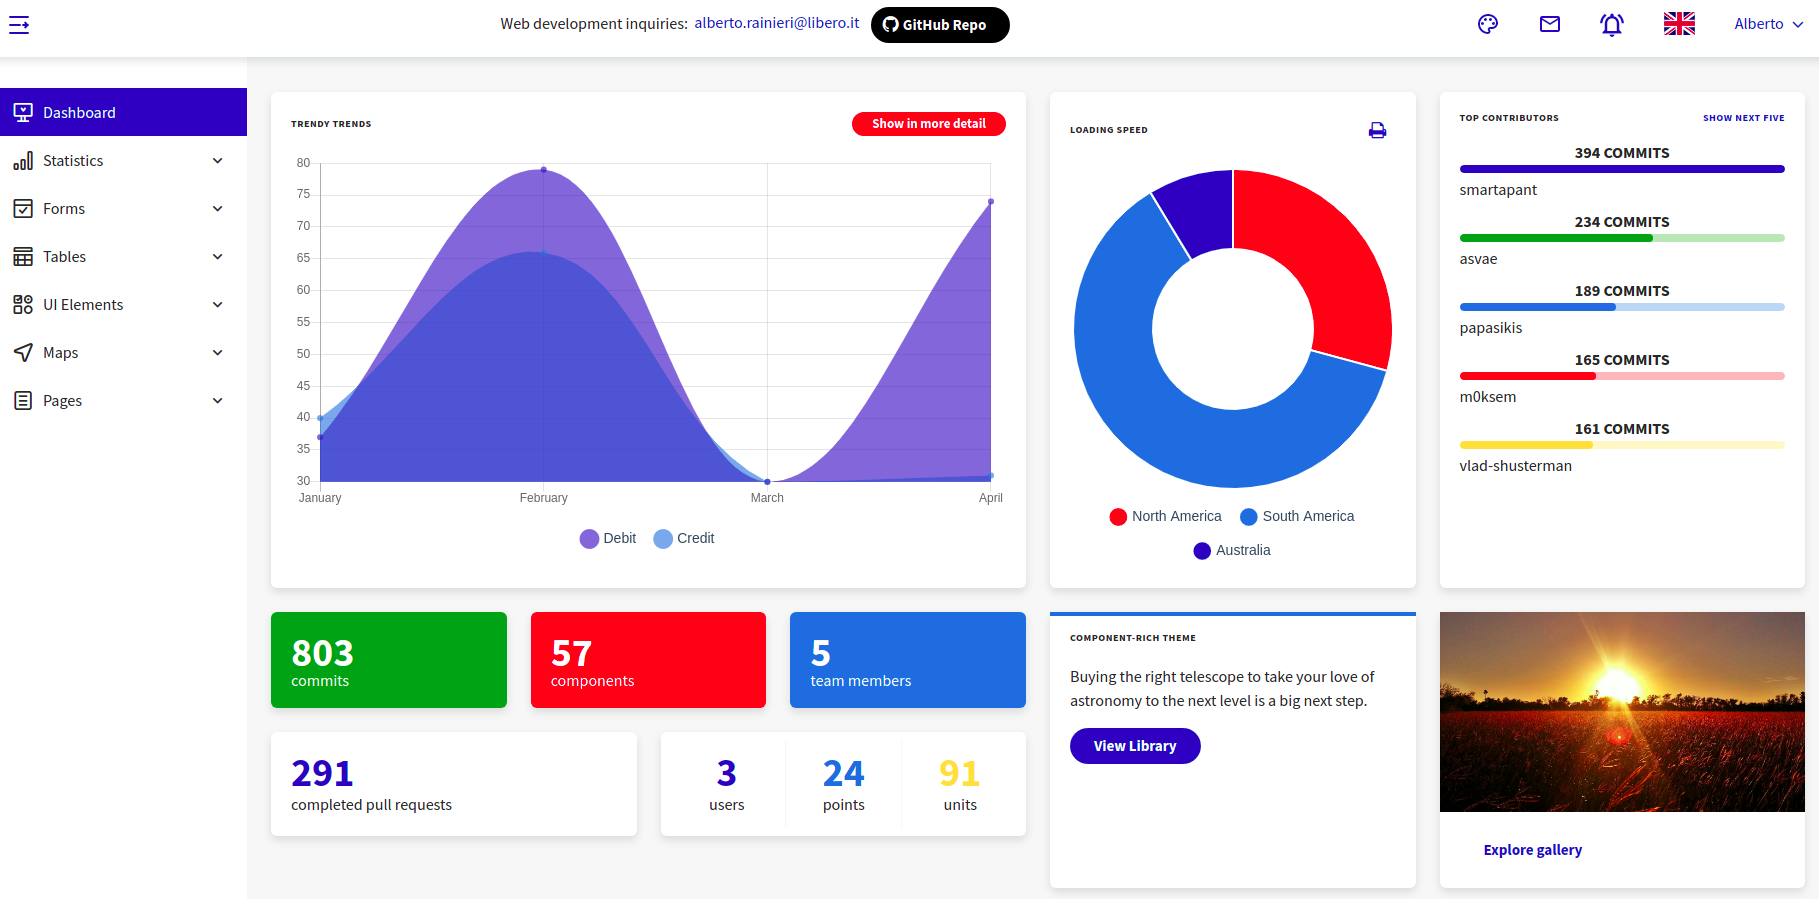 Web development inquiries: alberto.rainieri@libero.it GitHub Repo Alberto
Dashboard
Statistics
Forms
Tables
UI Elements
Maps
Pages
TRENDY TRENDS
Show in more detail
80
75
70
65
60
55
50
45
40
35
30
January February March April
Debit Credit
LOADING SPEED
North America South America
Australia
TOP CONTRIBUTORS SHOW NEXT FIVE
394 COMMITS
smartapant
234 COMMITS
asvae
189 COMMITS
papasikis
165 COMMITS
m0ksem
161 COMMITS
vlad-shusterman
803
commits
57
components
5
team members
291
completed pull requests
3
users
24
points
91
units
COMPONENT-RICH THEME
Buying the right telescope to take your love of
astronomy to the next level is a big next step.
View Library
Explore gallery